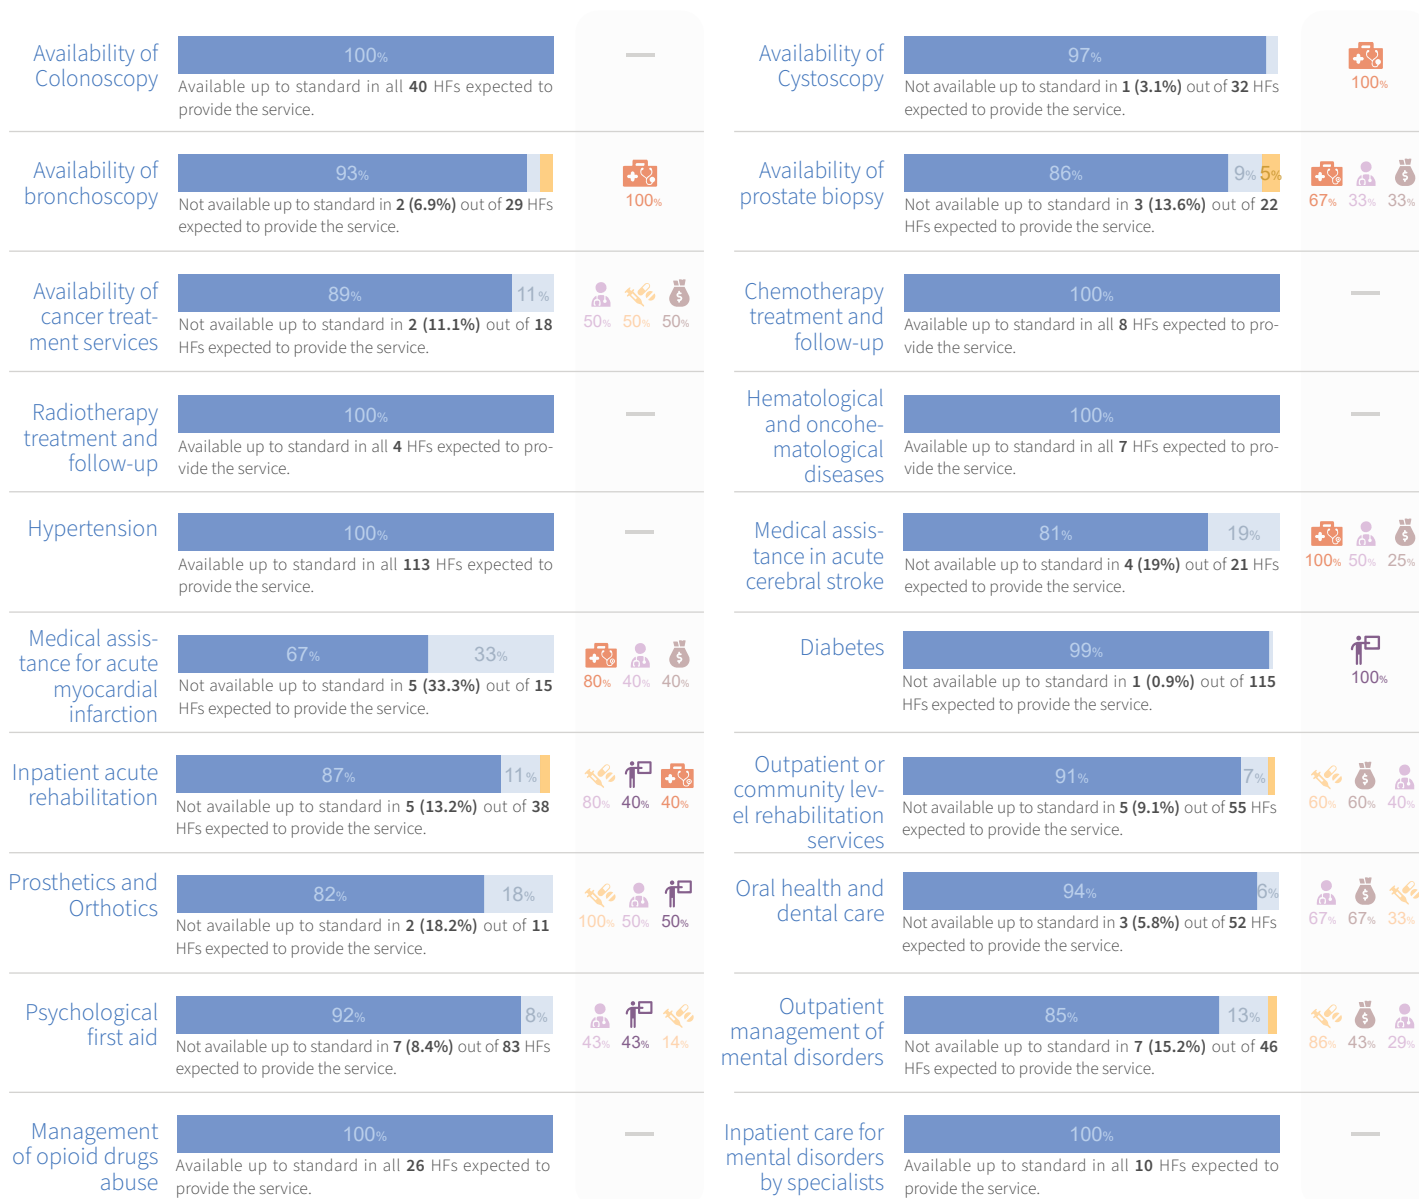 Availability of
Colonoscopy
100%
Available up to standard in all 40 HFs expected to
provide the service.
Availability of
Cystoscopy
97%
Not available up to standard in 1 (3.1%) out of 32 HFs
expected to provide the service.
100%
Availability of
bronchoscopy
93%
Not available up to standard in 2 (6.9%) out of 29 HFs
expected to provide the service.
100%
Availability of
prostate biopsy
86%
9%
5%
Not available up to standard in 3 (13.6%) out of 22
HFs expected to provide the service.
67% 33% 33%
Availability of
cancer treat-
ment services
89%
11%
Not available up to standard in 2 (11.1%) out of 18
HFs expected to provide the service.
50% 50% 50%
Chemotherapy
treatment and
follow-up
100%
Available up to standard in all 8 HFs expected to pro-
vide the service.
Radiotherapy
treatment and
follow-up
100%
Available up to standard in all 4 HFs expected to pro-
vide the service.
Hematological
and oncohe-
matological
diseases
100%
Available up to standard in all 7 HFs expected to pro-
vide the service.
Hypertension
100%
Available up to standard in all 113 HFs expected to
provide the service.
Medical assis-
tance in acute
cerebral stroke
81%
19%
Not available up to standard in 4 (19%) out of 21 HFs
expected to provide the service.
100% 50% 25%
Medical assis-
tance for acute
myocardial
infarction
67%
33%
Not available up to standard in 5 (33.3%) out of 15
HFs expected to provide the service.
80% 40% 40%
Diabetes
99%
Not available up to standard in 1 (0.9%) out of 115
HFs expected to provide the service.
100%
Inpatient acute
rehabilitation
87%
11%
Not available up to standard in 5 (13.2%) out of 38
HFs expected to provide the service.
80% 40% 40%
Outpatient or
community lev-
el rehabilitation
services
91%
7%
Not available up to standard in 5 (9.1%) out of 55 HFs
expected to provide the service.
60% 60% 40%
Prosthetics and
Orthotics
82%
18%
Not available up to standard in 2 (18.2%) out of 11
HFs expected to provide the service.
100% 50% 50%
Oral health and
dental care
94%
6%
Not available up to standard in 3 (5.8%) out of 52 HFs
expected to provide the service.
67% 67% 33%
Psychological
first aid
92%
8%
Not available up to standard in 7 (8.4%) out of 83 HFs
expected to provide the service.
43% 43% 14%
Outpatient
management of
mental disorders
85%
13%
Not available up to standard in 7 (15.2%) out of 46
HFs expected to provide the service.
86% 43% 29%
Management
of opioid drugs
abuse
100%
Available up to standard in all 26 HFs expected to
provide the service.
Inpatient care for
mental disorders
by specialists
100%
Available up to standard in all 10 HFs expected to
provide the service.